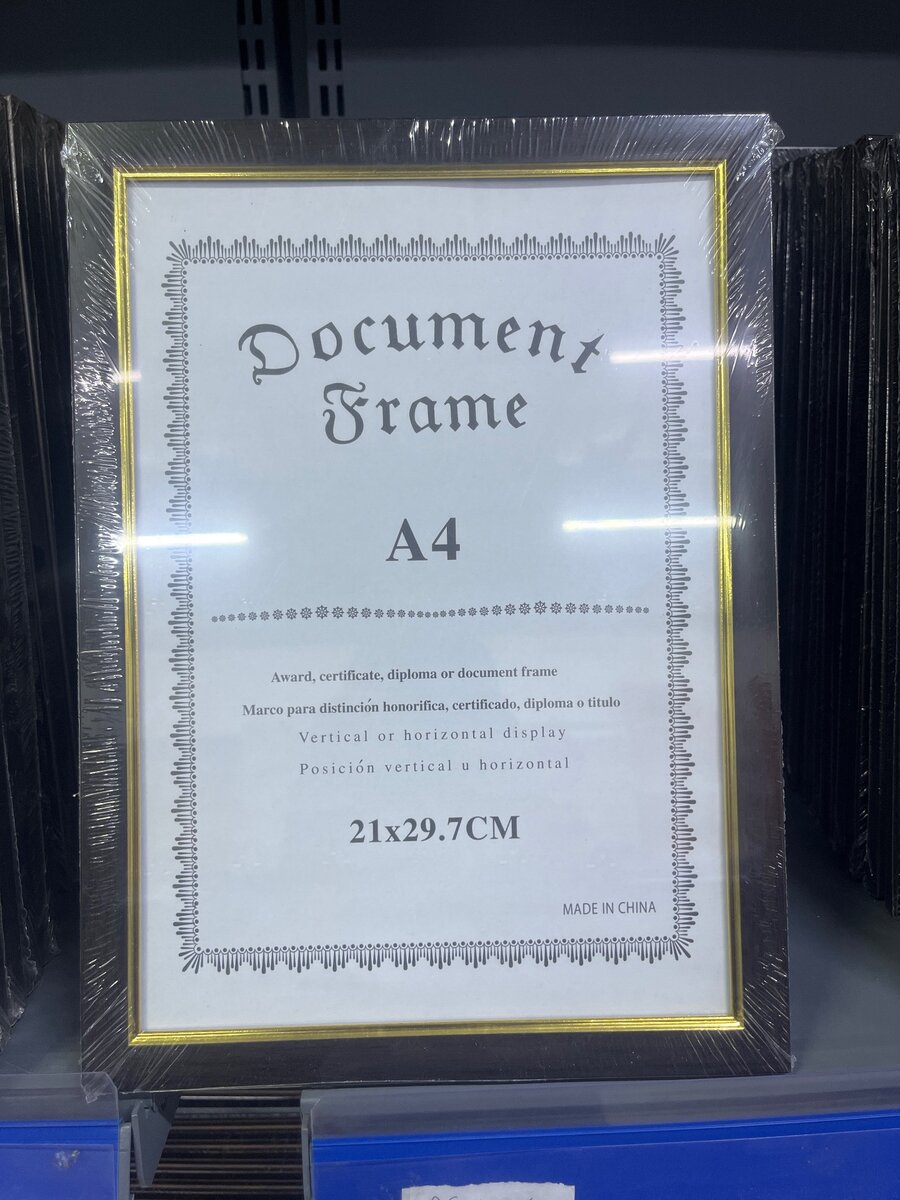 Document
Frame
A4
Award, certificate, diploma or document frame
Marco para distinción honorifica, certificado, diploma o titulo
Vertical or horizontal display
Posición vertical u horizontal
21x29.7CM
MADE IN CHINA